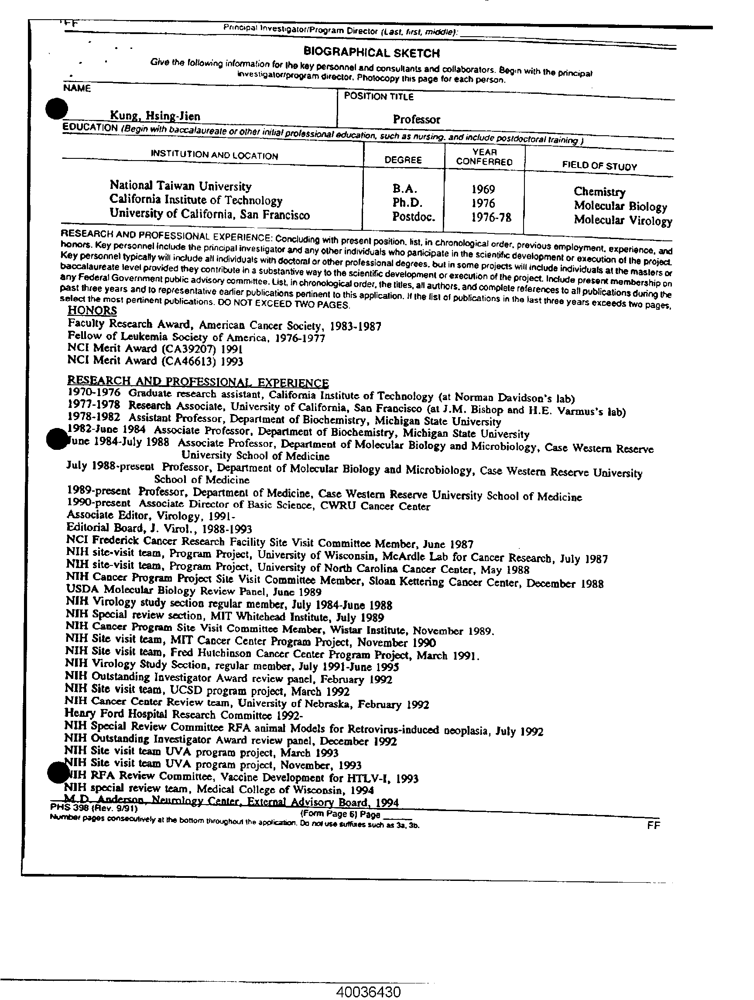 FF
Principal Investigator/Program Director (Last, first, middle):
BIOGRAPHICAL SKETCH
Give the following information for the key personnel and consultants and collaborators. Begin with the principal
investigator/program director. Photocopy this page for each person.
NAME
POSITION TITLE
Kung, Hsing-Jien
Professor
EDUCATION (Begin with baccalaureate or other initial professional education, such as nursing, and include postdoctoral training.)
INSTITUTION AND LOCATION
DEGREE
YEAR CONFERRED
FIELD OF STUDY
National Taiwan University B.A. 1969 Chemistry
California Institute of Technology Ph.D. 1976 Molecular Biology
University of California, San Francisco Postdoc. 1976-78 Molecular Virology
RESEARCH AND PROFESSIONAL EXPERIENCE: Concluding with present position, list, in chronological order, previous employment, experience, and
honors. Key personnel include the principal investigator and any other individuals who participate in the scientific development or execution of the project.
Key personnel typically will include all individuals with doctoral or other professional degrees, but in some projects will include individuals at the masters or
baccalaureate level provided they contribute in a substantive way to the scientific development or execution of the project. Include present membership on
any Federal Government public advisory committee. List, in chronological order, the titles, all authors, and complete references to all publications during the
past three years and to representative earlier publications pertinent to this application. If the list of publications in the last three years exceeds two pages,
select the most pertinent publications. DO NOT EXCEED TWO PAGES.
HONORS
Faculty Research Award, American Cancer Society, 1983-1987
Fellow of Leukemia Society of America, 1976-1977
NCI Merit Award (CA39207) 1991
NCI Merit Award (CA46613) 1993
RESEARCH AND PROFESSIONAL EXPERIENCE
1970-1976 Graduate research assistant, California Institute of Technology (at Norman Davidson's lab)
1977-1978 Research Associate, University of California, San Francisco (at J.M. Bishop and H.E. Varmus's lab)
1978-1982 Assistant Professor, Department of Biochemistry, Michigan State University
1982-June 1984 Associate Professor, Department of Biochemistry, Michigan State University
June 1984-July 1988 Associate Professor, Department of Molecular Biology and Microbiology, Case Western Reserve
University School of Medicine
July 1988-present Professor, Department of Molecular Biology and Microbiology, Case Western Reserve University
School of Medicine
1989-present Professor, Department of Medicine, Case Western Reserve University School of Medicine
1990-present Associate Director of Basic Science, CWRU Cancer Center
Associate Editor, Virology, 1991-
Editorial Board, J. Virol., 1988-1993
NCI Frederick Cancer Research Facility Site Visit Committee Member, June 1987
NIH site-visit team, Program Project, University of Wisconsin, McArdle Lab for Cancer Research, July 1987
NIH site-visit team, Program Project, University of North Carolina Cancer Center, May 1988
NIH Cancer Program Project Site Visit Committee Member, Sloan Kettering Cancer Center, December 1988
USDA Molecular Biology Review Panel, June 1989
NIH Virology study section regular member, July 1984-June 1988
NIH Special review section, MIT Whitehead Institute, July 1989
NIH Cancer Program Site Visit Committee Member, Wistar Institute, November 1989.
NIH Site visit team, MIT Cancer Center Program Project, November 1990
NIH Site visit team, Fred Hutchinson Cancer Center Program Project, March 1991.
NIH Virology Study Section, regular member, July 1991-June 1995
NIH Outstanding Investigator Award review panel, February 1992
NIH Site visit team, UCSD program project, March 1992
NIH Cancer Center Review team, University of Nebraska, February 1992
Henry Ford Hospital Research Committee 1992-
NIH Special Review Committee RFA animal Models for Retrovirus-induced neoplasia, July 1992
NIH Outstanding Investigator Award review panel, December 1992
NIH Site visit team UVA program project, March 1993
NIH Site visit team UVA program project, November, 1993
NIH RFA Review Committee, Vaccine Development for HTLV-I, 1993
NIH special review team, Medical College of Wisconsin, 1994
M.D. Anderson, Neurology Center, External Advisory Board, 1994
PHS 398 (Rev. 9/91)
(Form Page 6) Page
Number pages consecutively at the bottom throughout the application. Do not use suffixes such as 3a, 3b.
FF
40036430